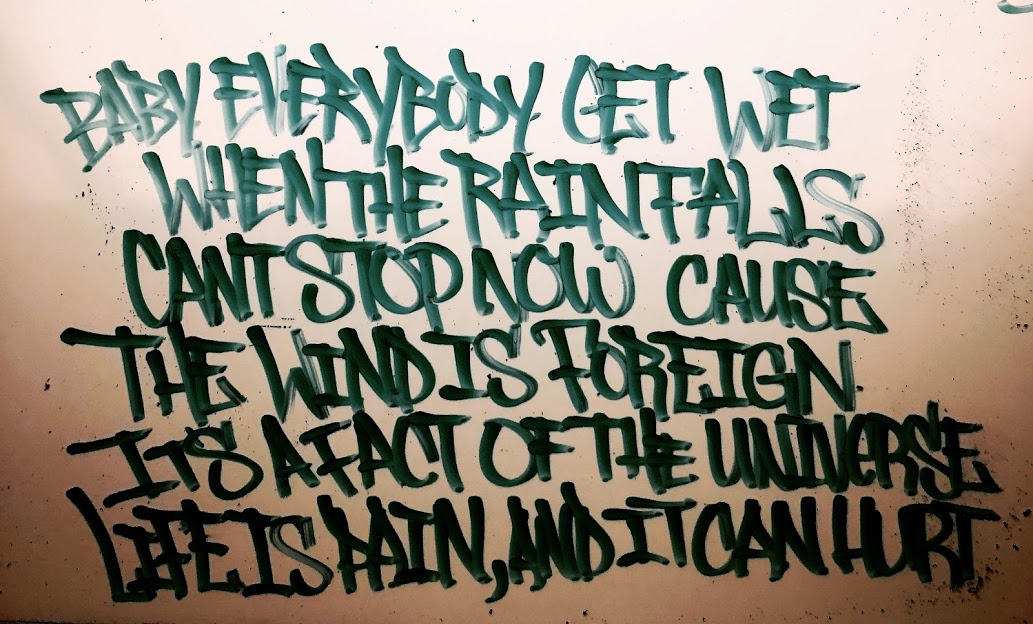 BABY EVERYBODY GET WET
WHEN THE RAIN FALLS
CANT STOP NOW CAUSE
THE WIND IS FOREIGN
IT'S A FACT OF THE UNIVERSE
LIFE IS PAIN, AND IT CAN HURT